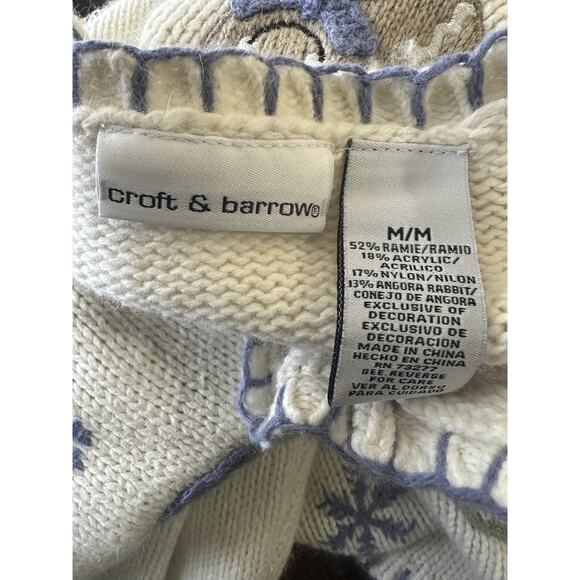 croft & barrow®
M/M
52% RAMIE/RAMIO
18% ACRYLIC/
ACRILICO
17% NYLON/NILON
13% ANGORA RABBIT/
CONEJO DE ANGORA
EXCLUSIVE OF
DECORATION
EXCLUSIVO DE
DECORACION
MADE IN CHINA
HECHO EN CHINA
RN 73277
SEE REVERSE
FOR CARE
VER AL DORSO
PARA CUIDADO